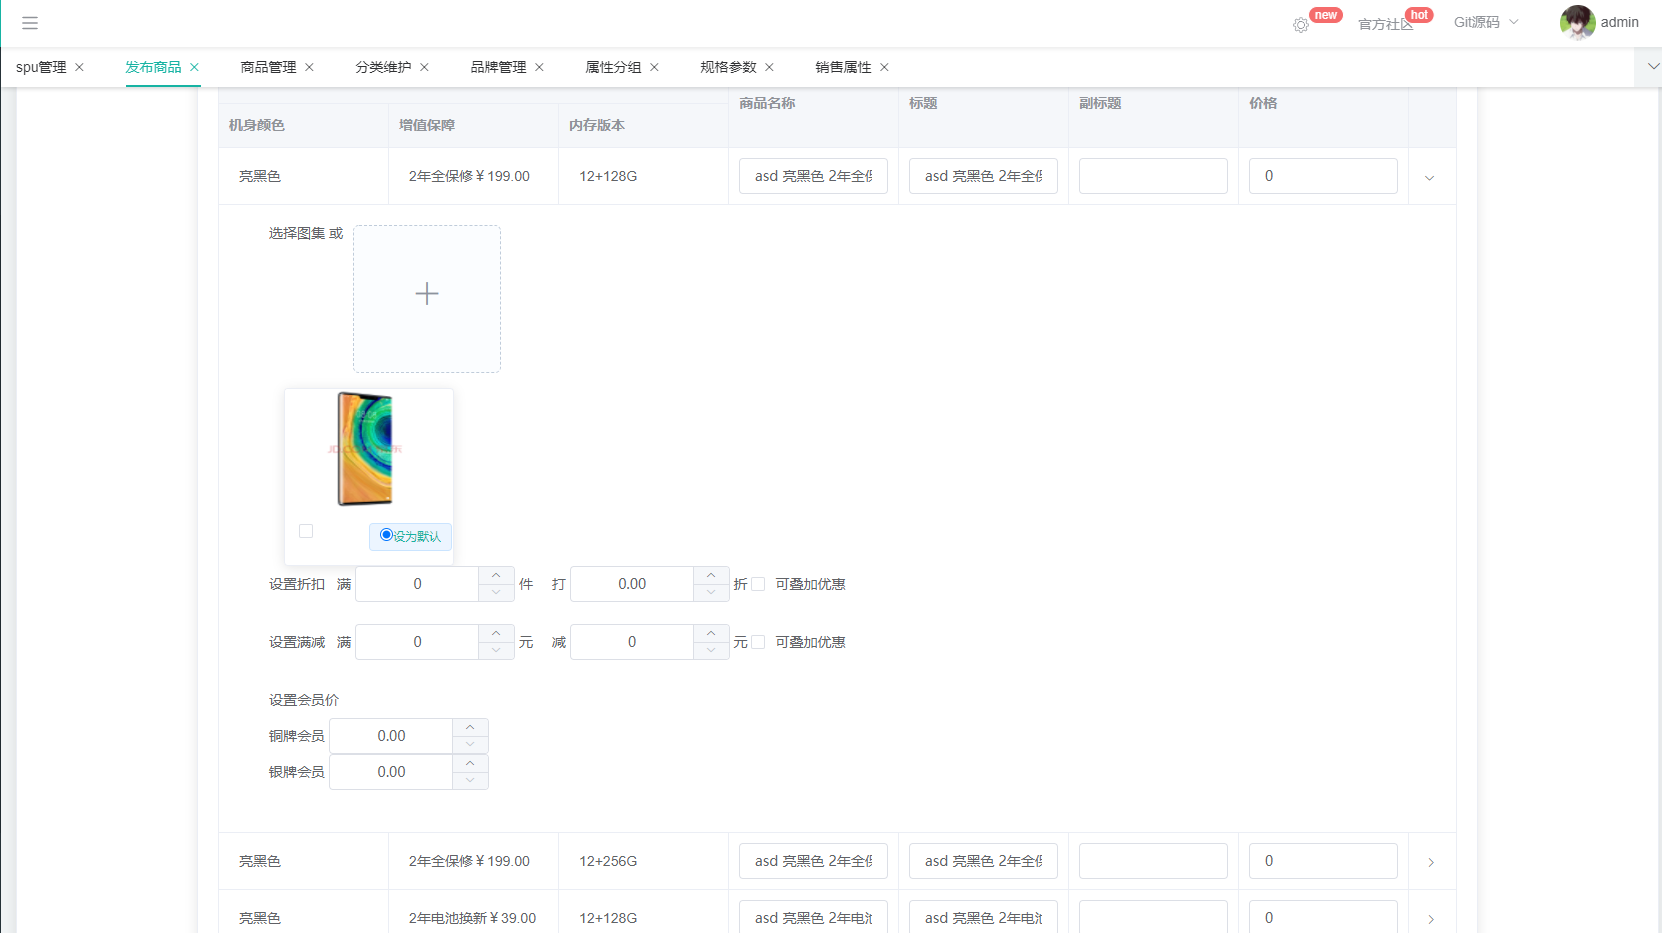 new
官方社区
hot
Git源码
admin
spu管理
发布商品
商品管理
分类维护
品牌管理
属性分组
规格参数
销售属性
商品名称 标题 副标题 价格
机身颜色 增值保障 内存版本
亮黑色 2年全保修¥199.00 12+128G asd 亮黑色 2年全 asd 亮黑色 2年全 0
选择图集 或
设为默认
设置折扣 满 0 件 打 0.00 折 可叠加优惠
设置满减 满 0 元 减 0 元 可叠加优惠
设置会员价
铜牌会员 0.00
银牌会员 0.00
亮黑色 2年全保修¥199.00 12+256G asd 亮黑色 2年全 asd 亮黑色 2年全 0
亮黑色 2年电池换新¥39.00 12+128G asd 亮黑色 2年电 asd 亮黑色 2年电 0